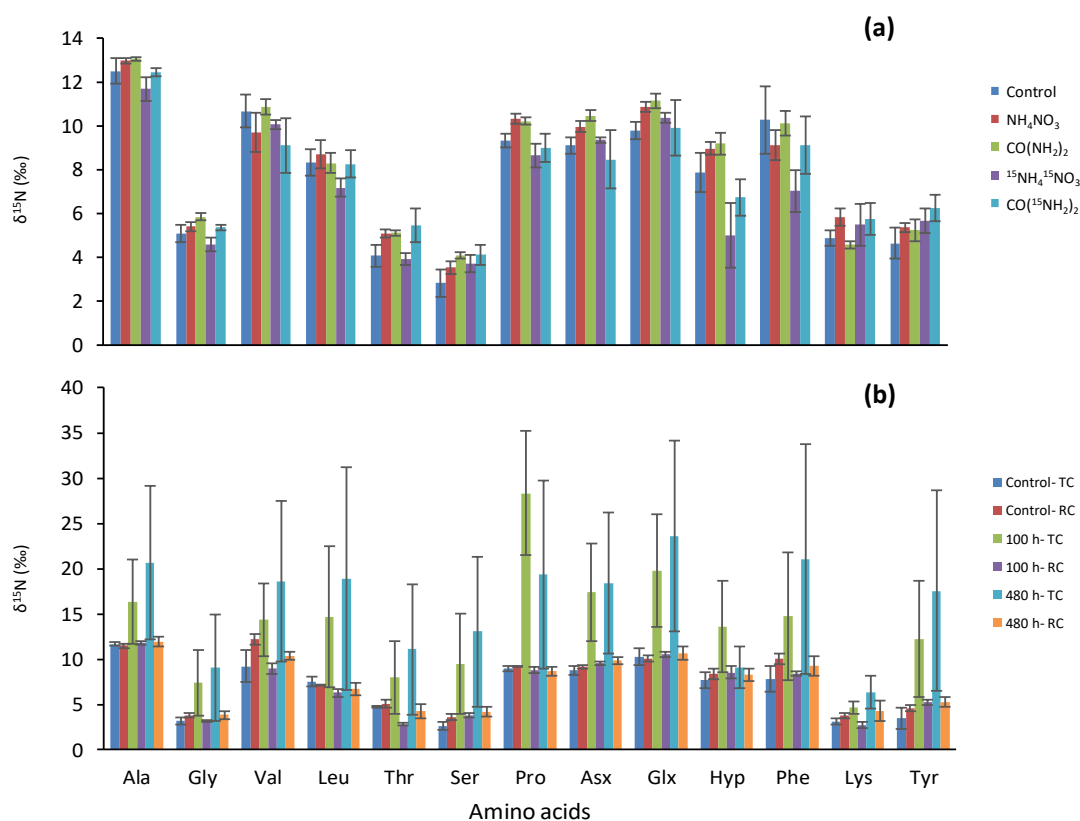 (a)
14
12
10
8
6
4
2
0
δ¹⁵N (‰)
Control
NH₄NO₃
CO(NH₂)₂
¹⁵NH₄¹⁵NO₃
CO(¹⁵NH₂)₂
(b)
40
35
30
25
20
15
10
5
0
δ¹⁵N (‰)
Control- TC
Control- RC
100 h- TC
100 h- RC
480 h- TC
480 h- RC
Ala Gly Val Leu Thr Ser Pro Asx Glx Hyp Phe Lys Tyr
Amino acids